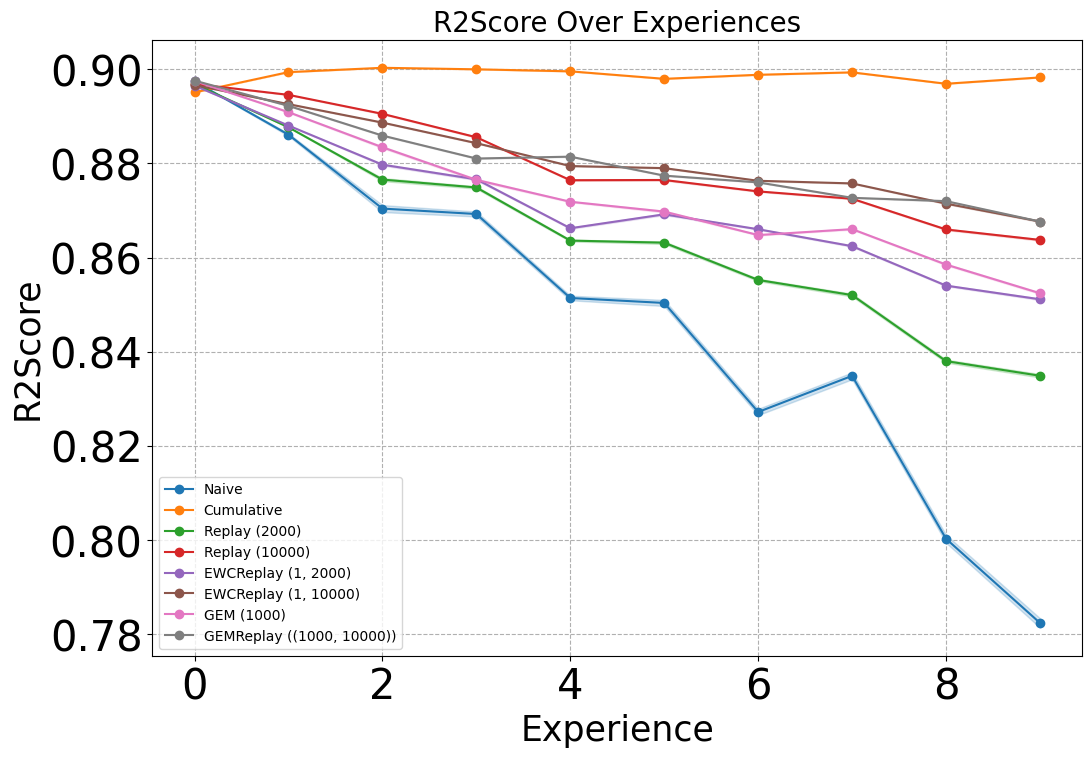 R2Score Over Experiences
0.90
0.88
0.86
0.84
0.82
0.80
0.78
R2Score
Naive
Cumulative
Replay (2000)
Replay (10000)
EWCReplay (1, 2000)
EWCReplay (1, 10000)
GEM (1000)
GEMReplay ((1000, 10000))
0 2 4 6 8
Experience